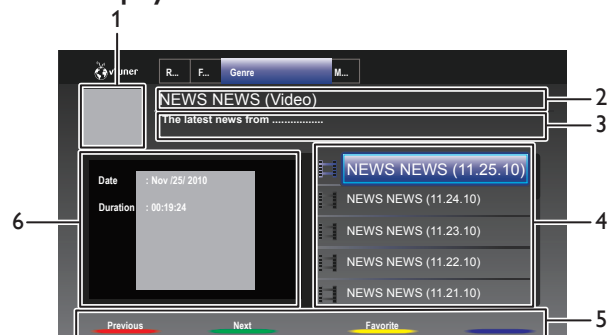 1
vTuner
R...
F...
Genre
M...
NEWS NEWS (Video)
2
The latest news from .................
3
Date : Nov /25/ 2010
Duration : 00:19:24
6
NEWS NEWS (11.25.10)
NEWS NEWS (11.24.10)
NEWS NEWS (11.23.10)
NEWS NEWS (11.22.10)
NEWS NEWS (11.21.10)
4
Previous
Next
Favorite
5